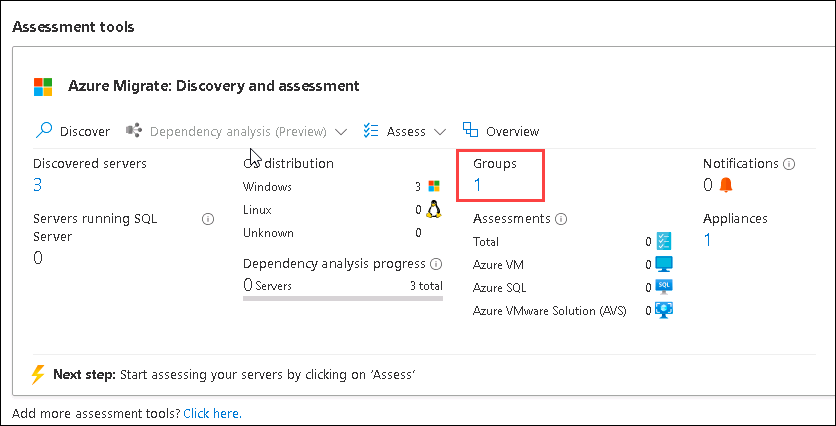 Assessment tools
Azure Migrate: Discovery and assessment
Discover Dependency analysis (Preview) Assess Overview
Discovered servers
3
Servers running SQL
Server
0
OS distribution
Windows 3
Linux 0
Unknown 0
Dependency analysis progress
0 Servers 3 total
Groups
1
Assessments
Total 0
Azure VM 0
Azure SQL 0
Azure VMware Solution (AVS) 0
Notifications
0
Appliances
1
Next step: Start assessing your servers by clicking on 'Assess'
Add more assessment tools? Click here.